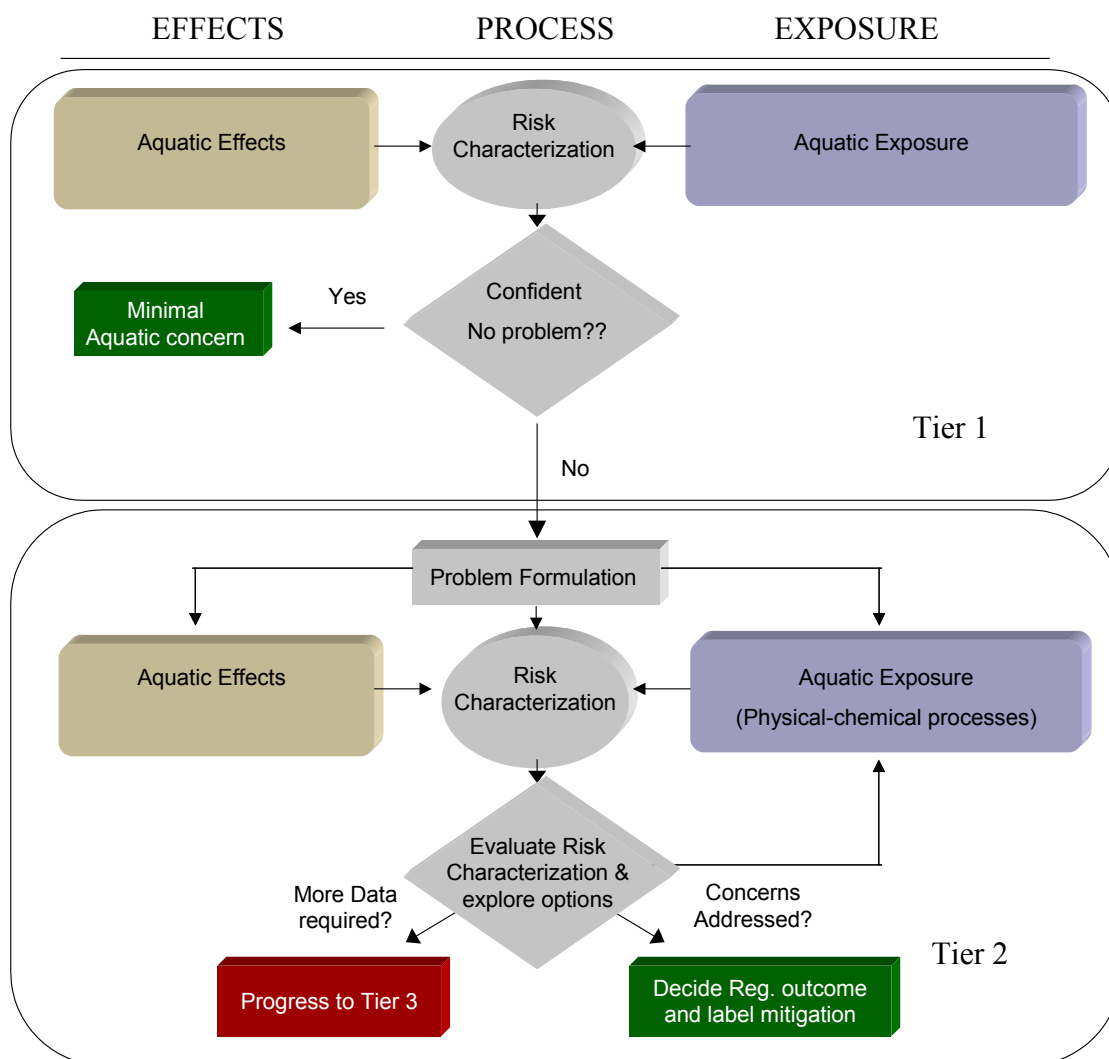 EFFECTS PROCESS EXPOSURE
Aquatic Effects
Risk
Characterization
Aquatic Exposure
Confident
No problem??
Yes
Minimal
Aquatic concern
Tier 1
No
Problem Formulation
Aquatic Effects
Risk
Characterization
Aquatic Exposure
(Physical-chemical processes)
Evaluate Risk
Characterization &
explore options
More Data
required?
Concerns
Addressed?
Tier 2
Progress to Tier 3
Decide Reg. outcome
and label mitigation